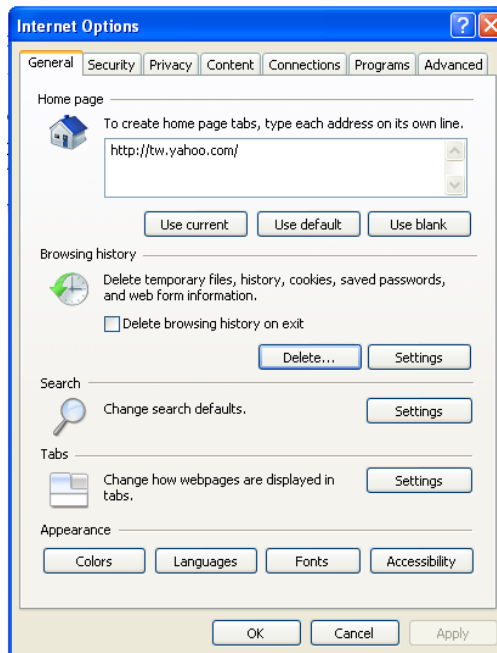 Internet Options
General Security Privacy Content Connections Programs Advanced
Home page
To create home page tabs, type each address on its own line.
http://tw.yahoo.com/
Use current Use default Use blank
Browsing history
Delete temporary files, history, cookies, saved passwords,
and web form information.
Delete browsing history on exit
Delete... Settings
Search
Change search defaults. Settings
Tabs
Change how webpages are displayed in Settings
tabs.
Appearance
Colors Languages Fonts Accessibility
OK Cancel Apply